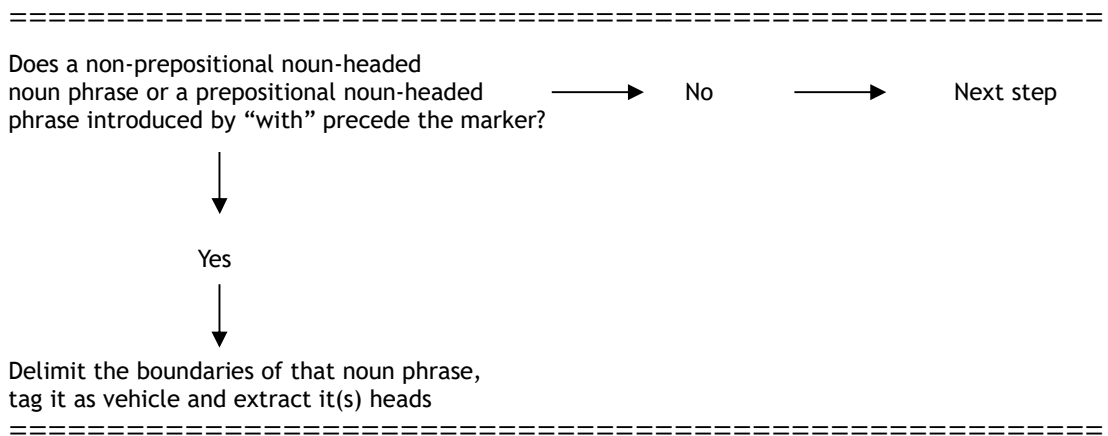 ========================================================
Does a non-prepositional noun-headed
noun phrase or a prepositional noun-headed
phrase introduced by “with” precede the marker?
No
Next step
Yes
Delimit the boundaries of that noun phrase,
tag it as vehicle and extract it(s) heads
========================================================